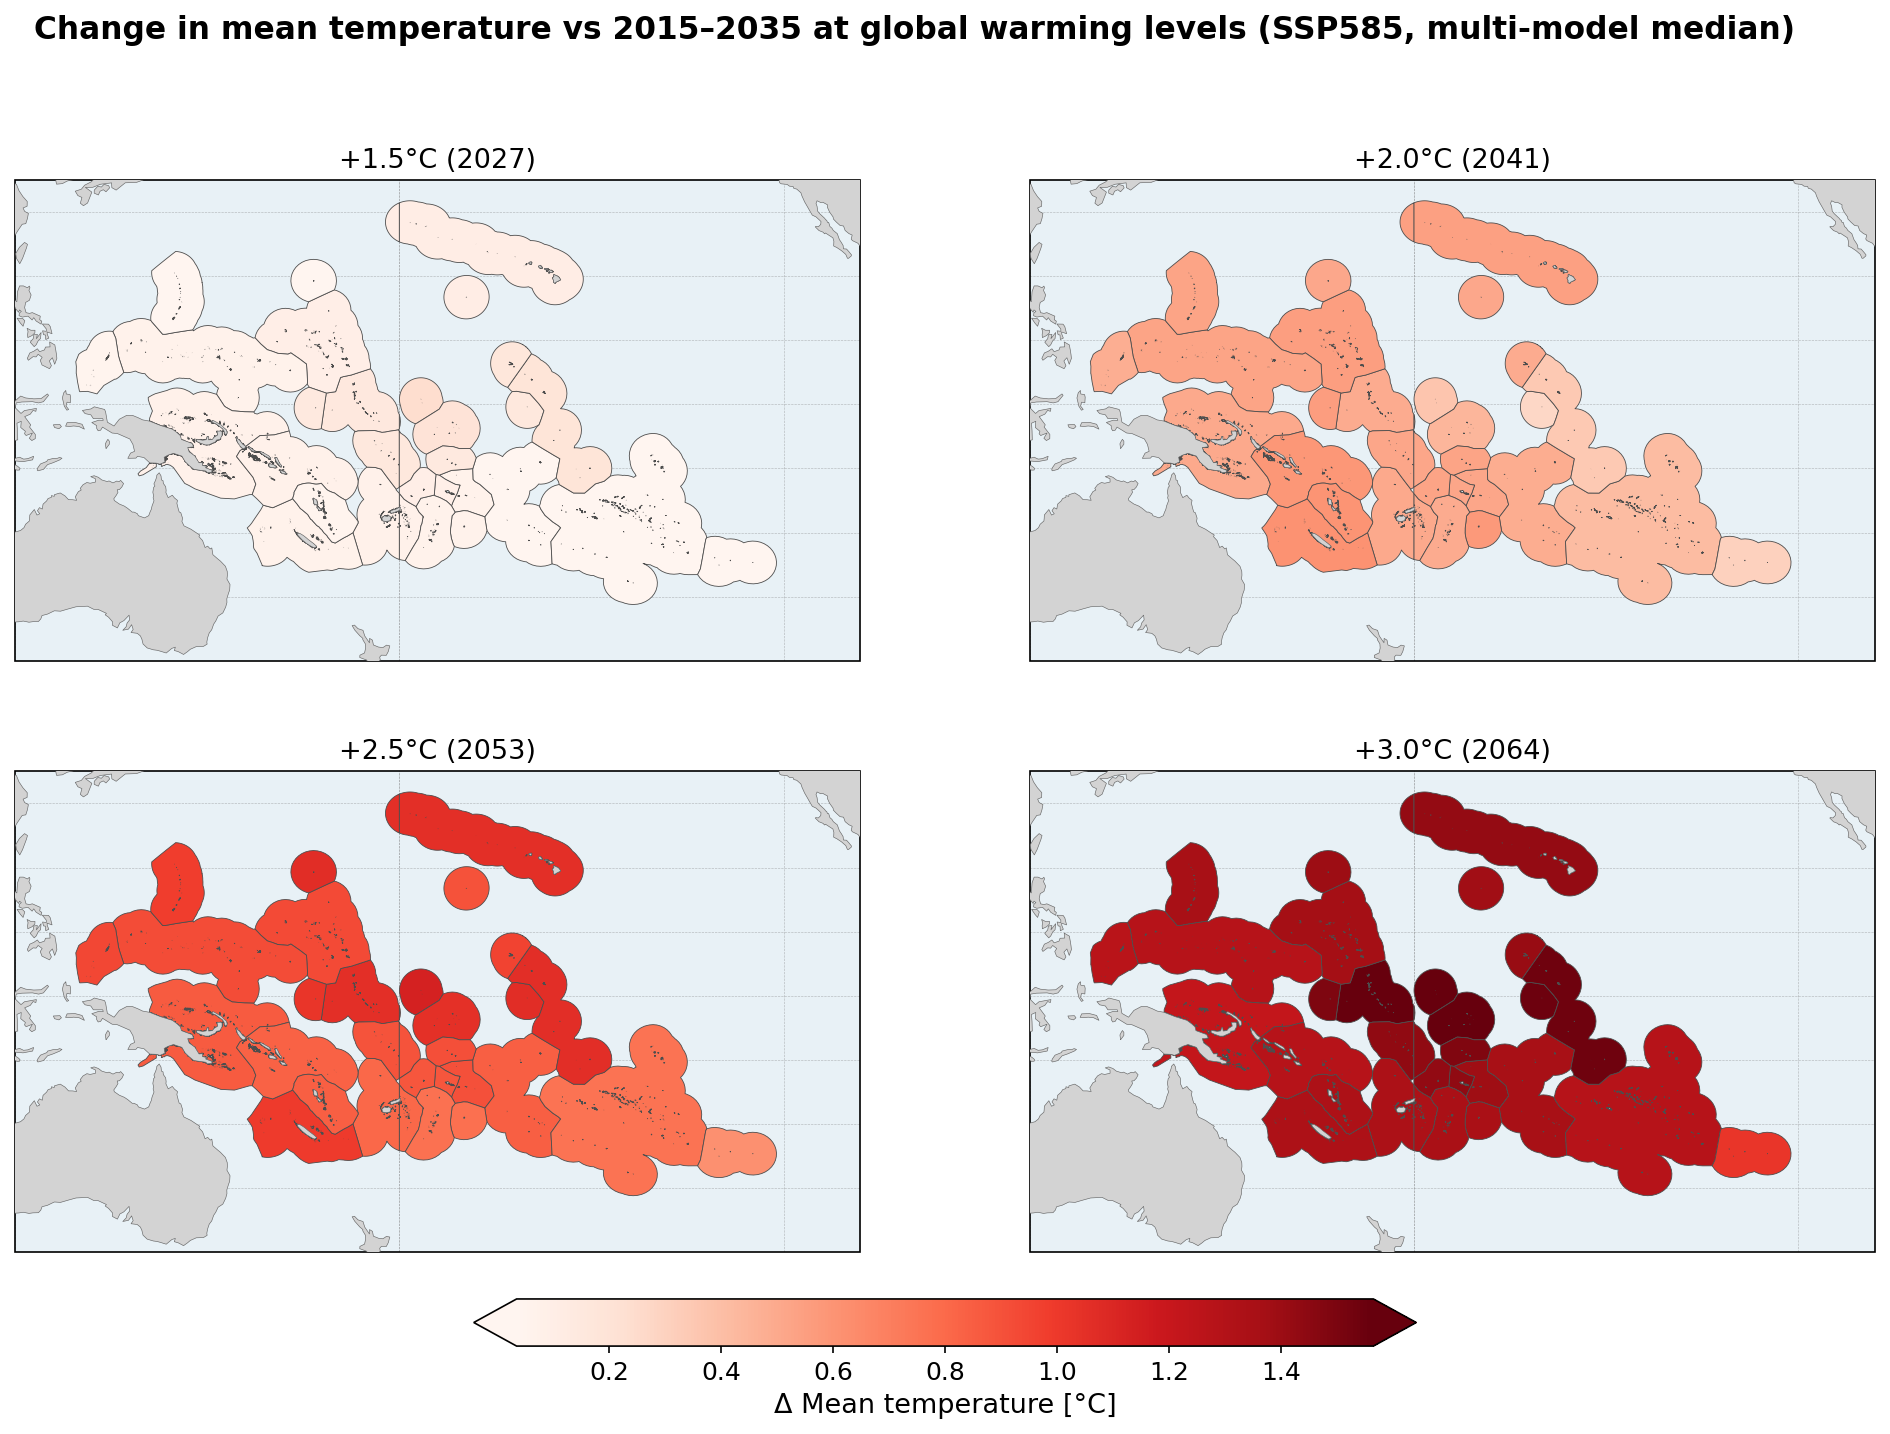 Change in mean temperature vs 2015–2035 at global warming levels (SSP585, multi-model median)
+1.5°C (2027)
+2.0°C (2041)
+2.5°C (2053)
+3.0°C (2064)
0.2 0.4 0.6 0.8 1.0 1.2 1.4
Δ Mean temperature [°C]